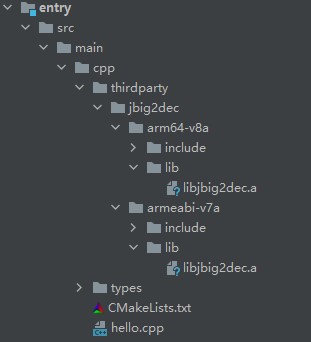 entry
src
main
cpp
thirdparty
jbig2dec
arm64-v8a
include
lib
libjbig2dec.a
armeabi-v7a
include
lib
libjbig2dec.a
types
CMakeLists.txt
hello.cpp